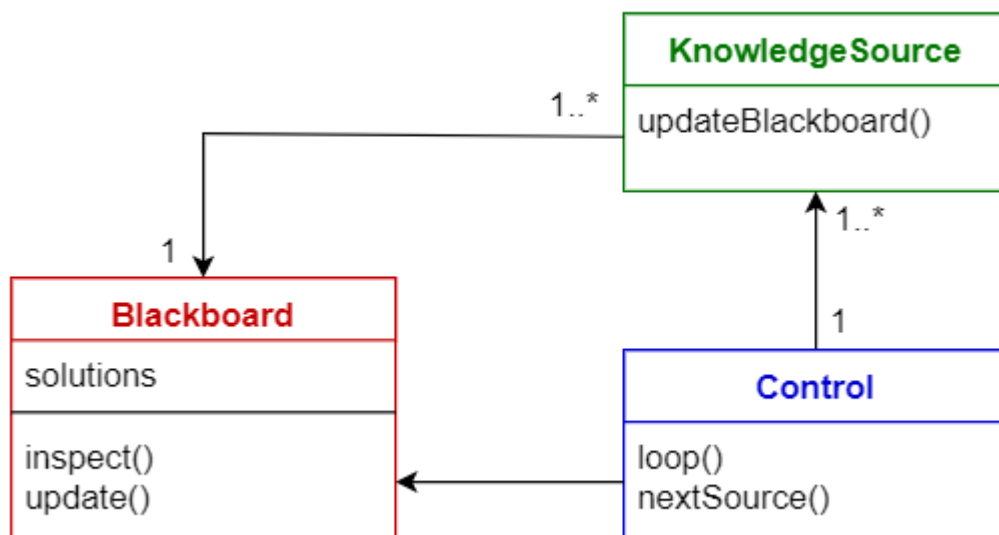 KnowledgeSource
updateBlackboard()
1..*
1..*
1
1
Blackboard
solutions
inspect()
update()
Control
loop()
nextSource()